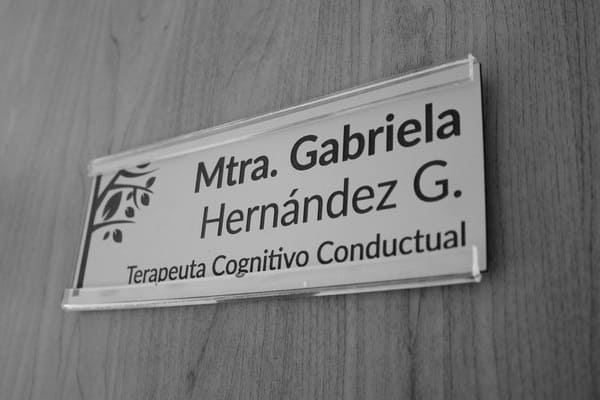 Mtra. Gabriela
Hernández G.
Terapeuta Cognitivo Conductual